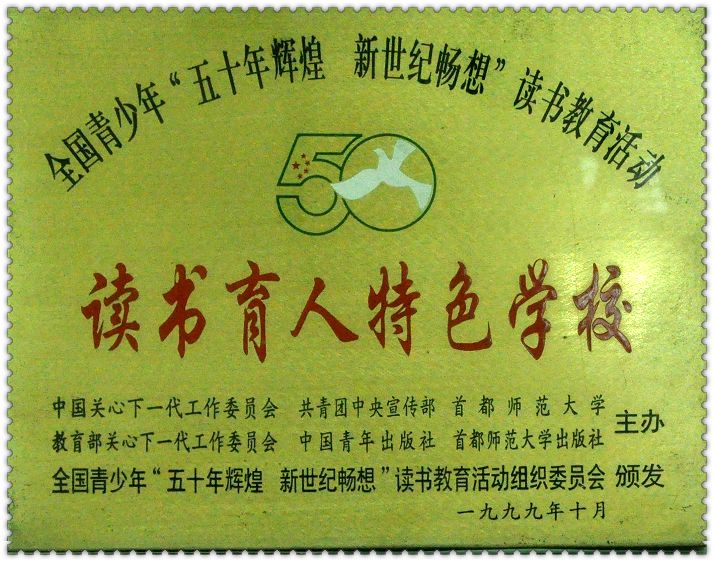 全国青少年“五十年辉煌 新世纪畅想”读书教育活动
50
读书育人特色学校
中国关心下一代工作委员会 共青团中央宣传部 首都师范大学
教育部关心下一代工作委员会 中国青年出版社 首都师范大学出版社 主办
全国青少年“五十年辉煌 新世纪畅想”读书教育活动组织委员会 颁发
一九九九年十月